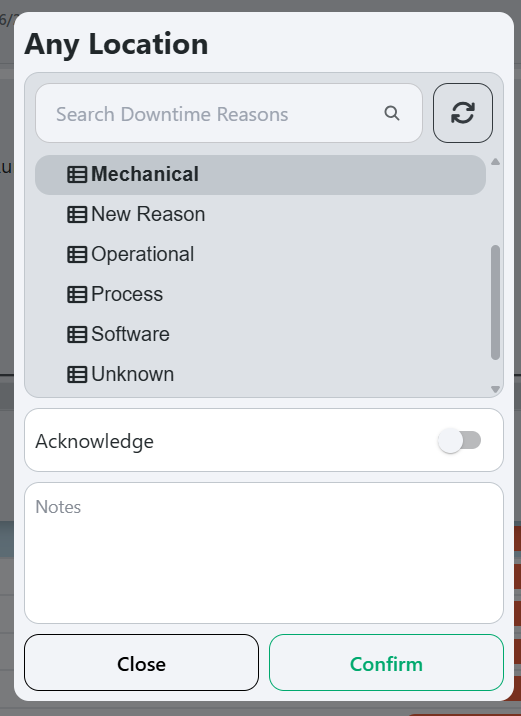 Any Location
Search Downtime Reasons
Mechanical
New Reason
Operational
Process
Software
Unknown
Acknowledge
Notes
Close
Confirm